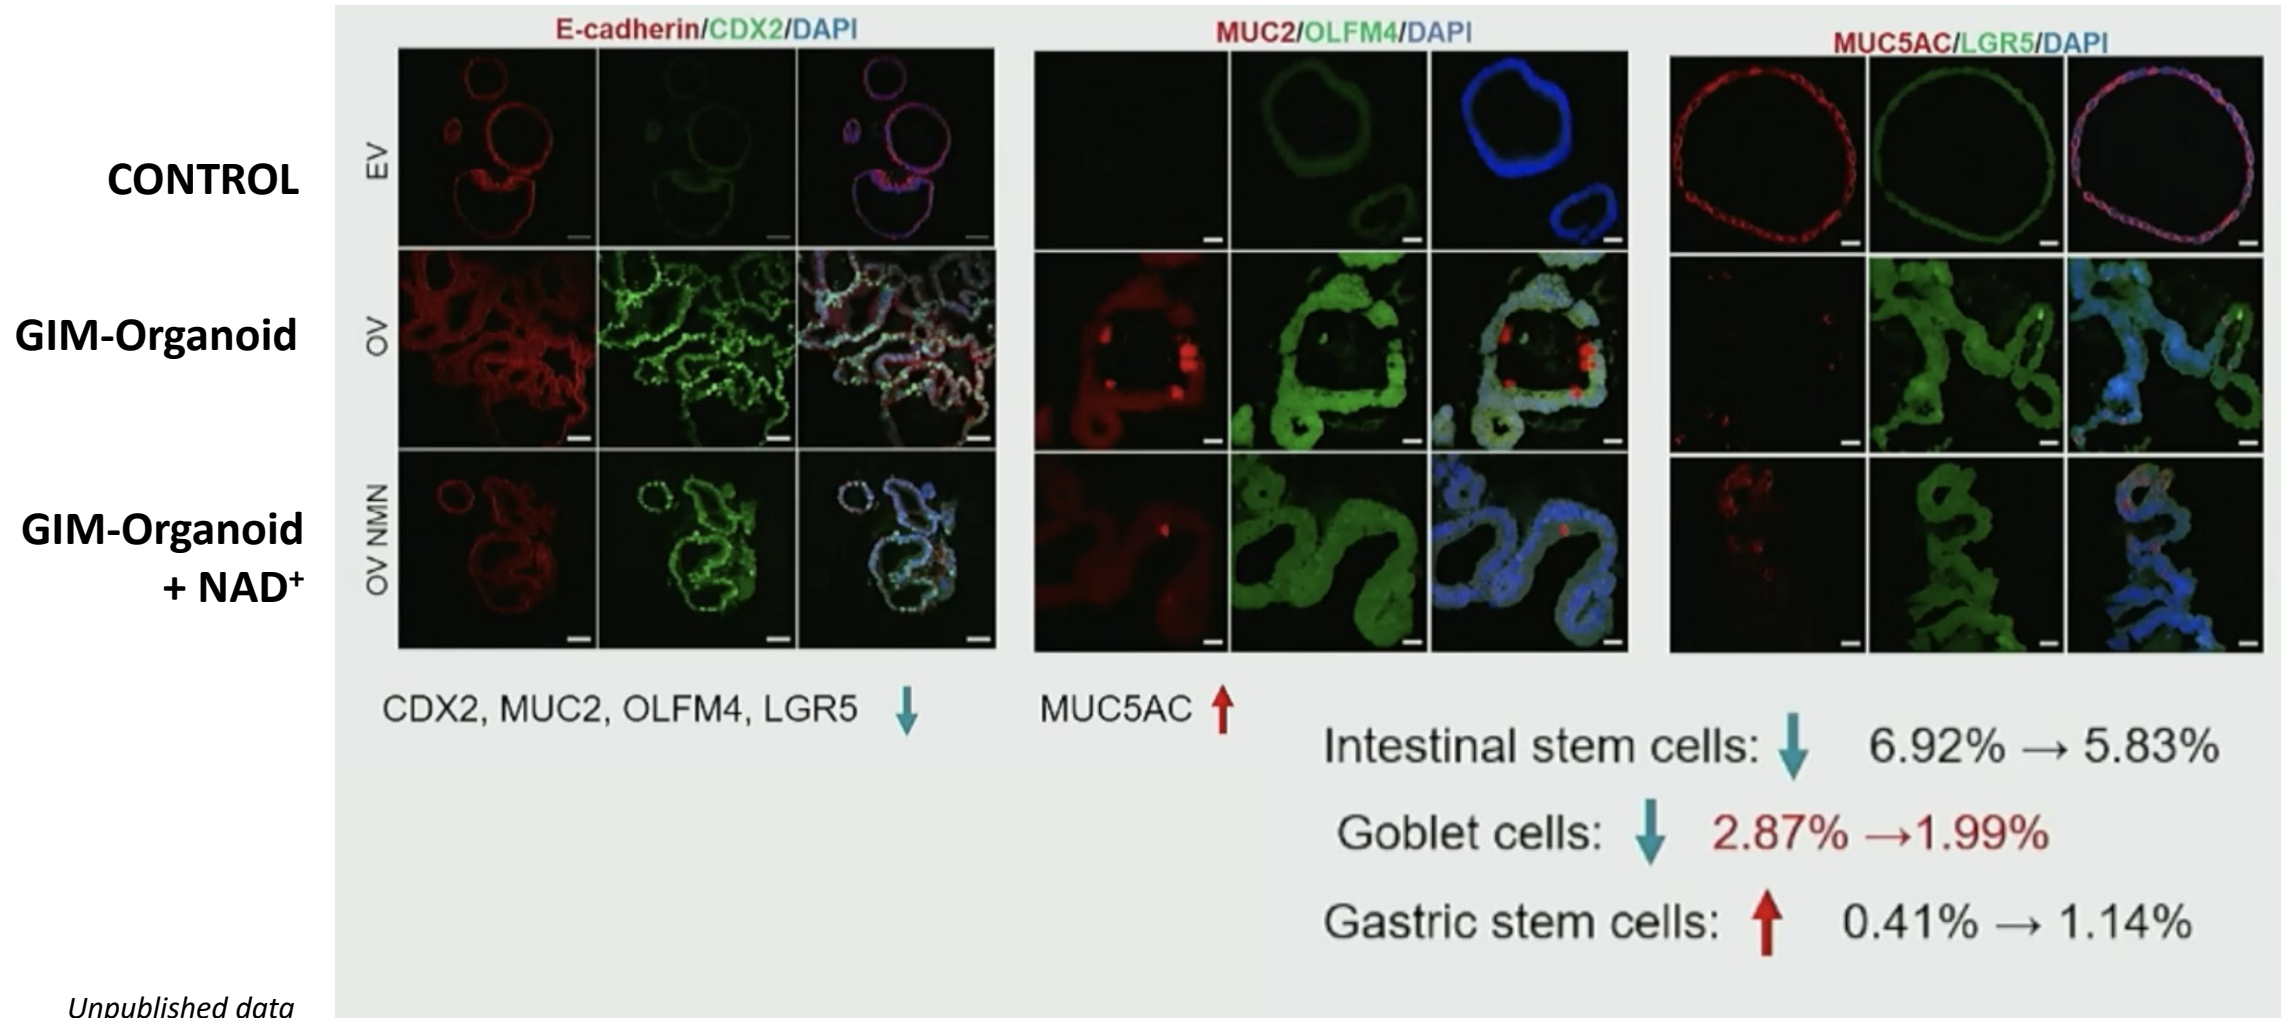 E-cadherin/CDX2/DAPI
MUC2/OLFM4/DAPI
MUC5AC/LGR5/DAPI
CONTROL
EV
GIM-Organoid
OV
GIM-Organoid
+ NAD⁺
OV NMN
CDX2, MUC2, OLFM4, LGR5 ↓
MUC5AC ↑
Intestinal stem cells: ↓ 6.92% → 5.83%
Goblet cells: ↓ 2.87% →1.99%
Gastric stem cells: ↑ 0.41% → 1.14%
Unpublished data